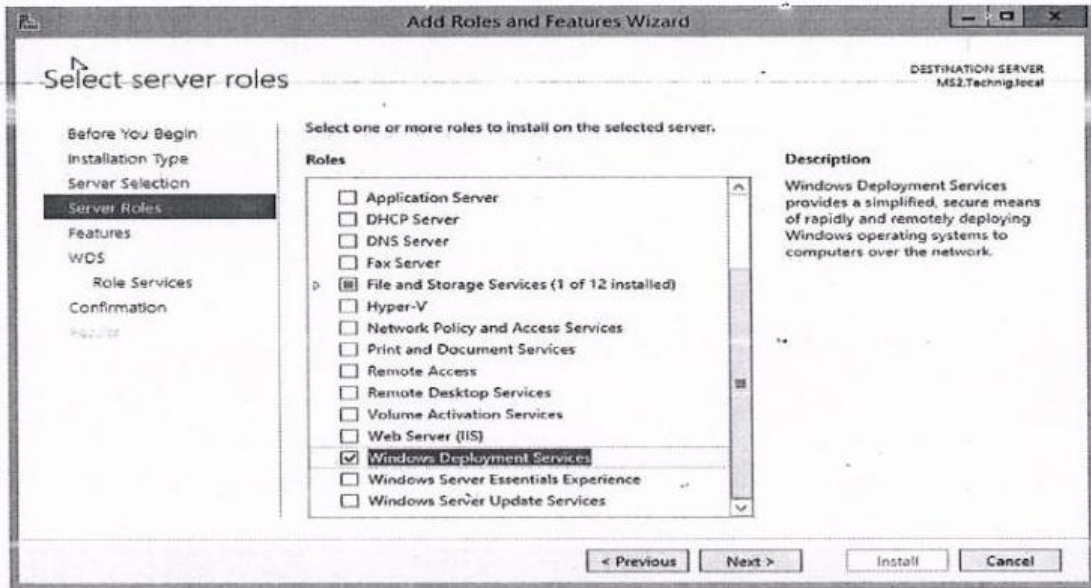 Add Roles and Features Wizard
Select server roles
DESTINATION SERVER
MS2.Technig.local
Before You Begin
Installation Type
Server Selection
Server Roles
Features
WDS
Role Services
Confirmation
Select one or more roles to install on the selected server.
Roles
Application Server
DHCP Server
DNS Server
Fax Server
File and Storage Services (1 of 12 installed)
Hyper-V
Network Policy and Access Services
Print and Document Services
Remote Access
Remote Desktop Services
Volume Activation Services
Web Server (IIS)
Windows Deployment Services
Windows Server Essentials Experience
Windows Server Update Services
Description
Windows Deployment Services
provides a simplified, secure means
of rapidly and remotely deploying
Windows operating systems to
computers over the network.
< Previous
Next >
Install
Cancel